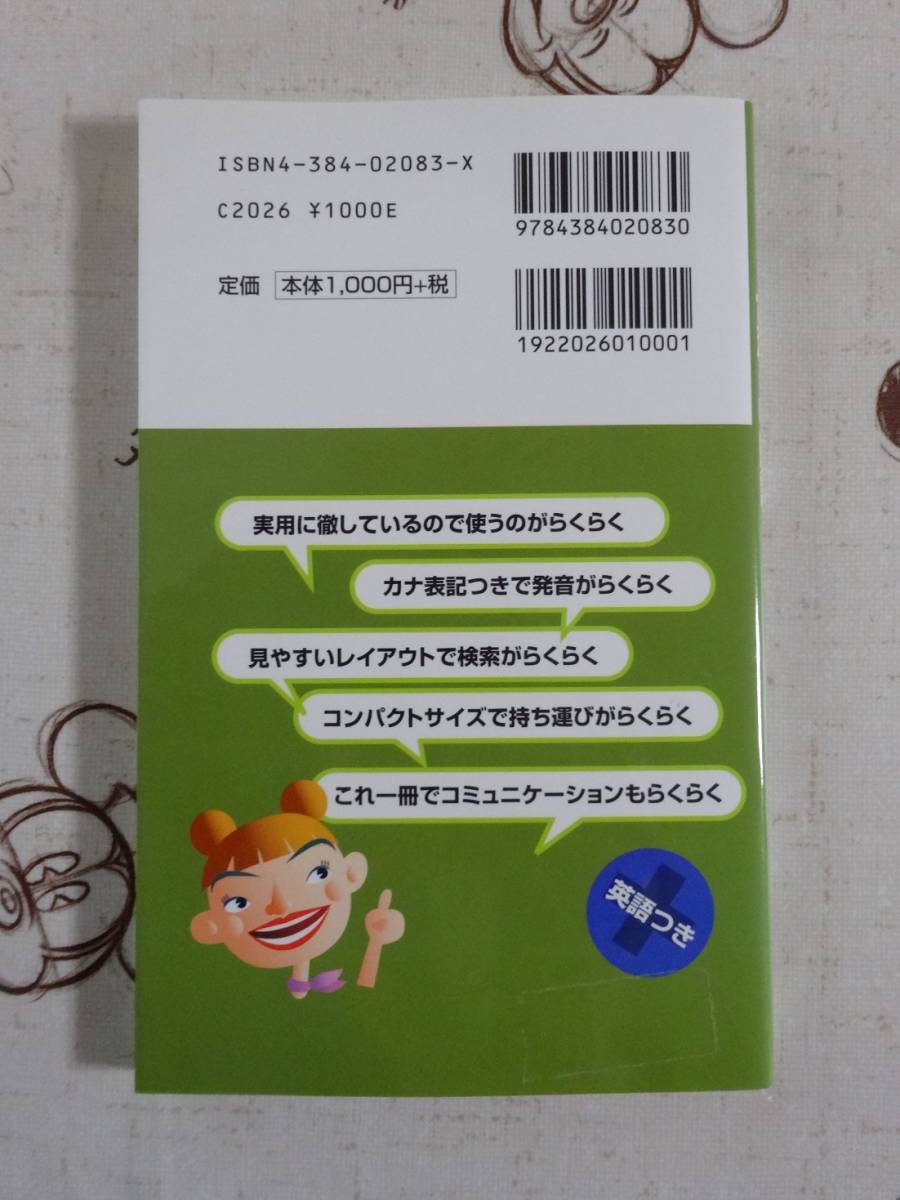 ISBN4-384-02083-X
C2026 ¥1000E
9784384020830
定価 本体1,000円+税
1922026010001
実用に徹しているので使うのがらくらく
カナ表記つきで発音がらくらく
見やすいレイアウトで検索がらくらく
コンパクトサイズで持ち運びがらくらく
これ一冊でコミュニケーションもらくらく
英語つき